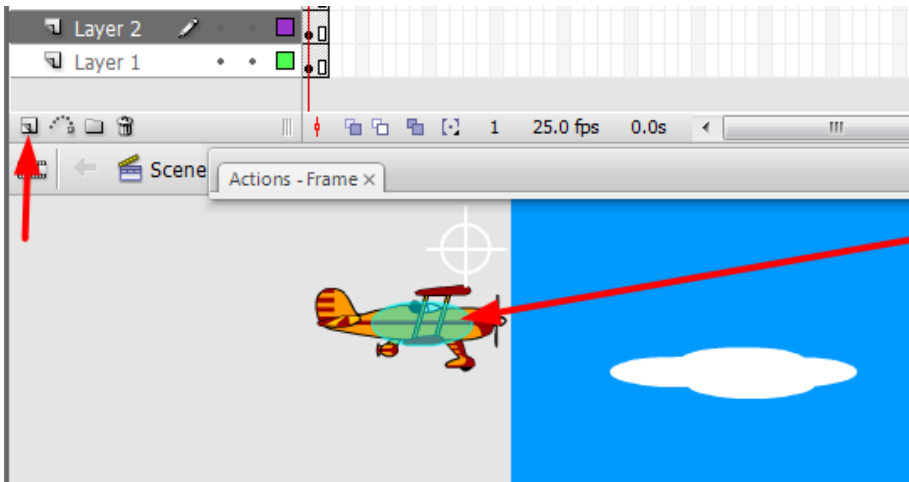 Layer 2
Layer 1
1 25.0 fps 0.0s
Scene
Actions - Frame